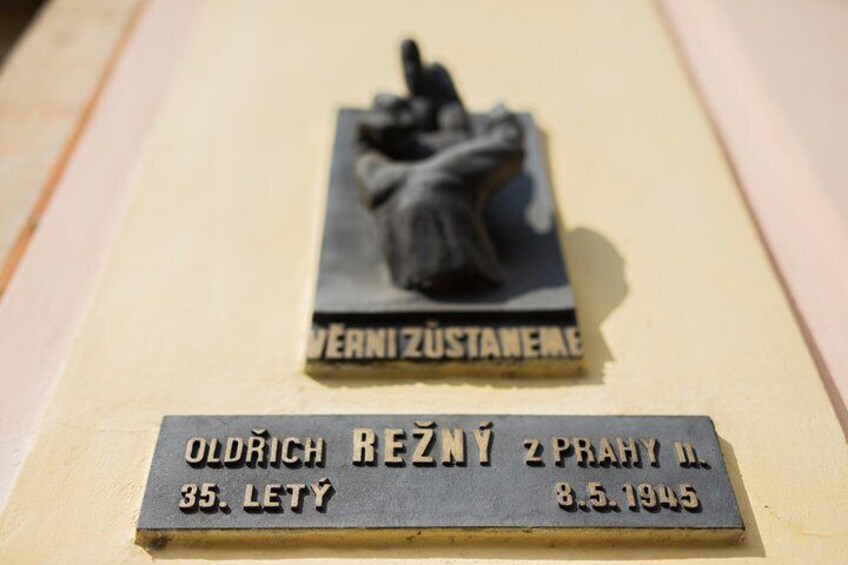 VĚRNI ZŮSTANEME
OLDŘICH REŽNÝ z PRAHY II.
35. LETÝ 8.5.1945